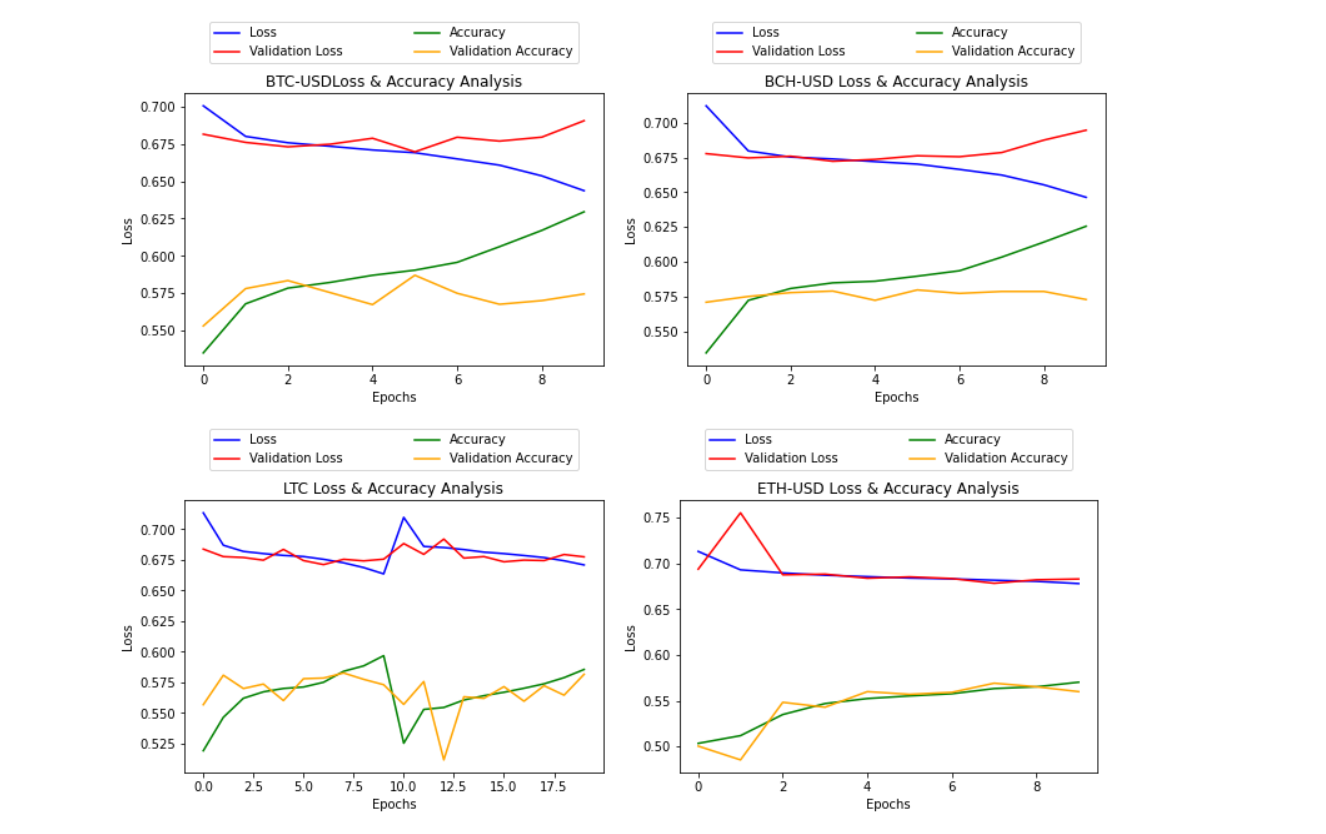 Loss Accuracy
Validation Loss Validation Accuracy
BTC-USDLoss & Accuracy Analysis
0.700
0.675
0.650
0.625
0.600
0.575
0.550
Loss
0 2 4 6 8
Epochs
Loss Accuracy
Validation Loss Validation Accuracy
BCH-USD Loss & Accuracy Analysis
0.700
0.675
0.650
0.625
0.600
0.575
0.550
Loss
0 2 4 6 8
Epochs
Loss Accuracy
Validation Loss Validation Accuracy
LTC Loss & Accuracy Analysis
0.700
0.675
0.650
0.625
0.600
0.575
0.550
0.525
Loss
0.0 2.5 5.0 7.5 10.0 12.5 15.0 17.5
Epochs
Loss Accuracy
Validation Loss Validation Accuracy
ETH-USD Loss & Accuracy Analysis
0.75
0.70
0.65
0.60
0.55
0.50
Loss
0 2 4 6 8
Epochs